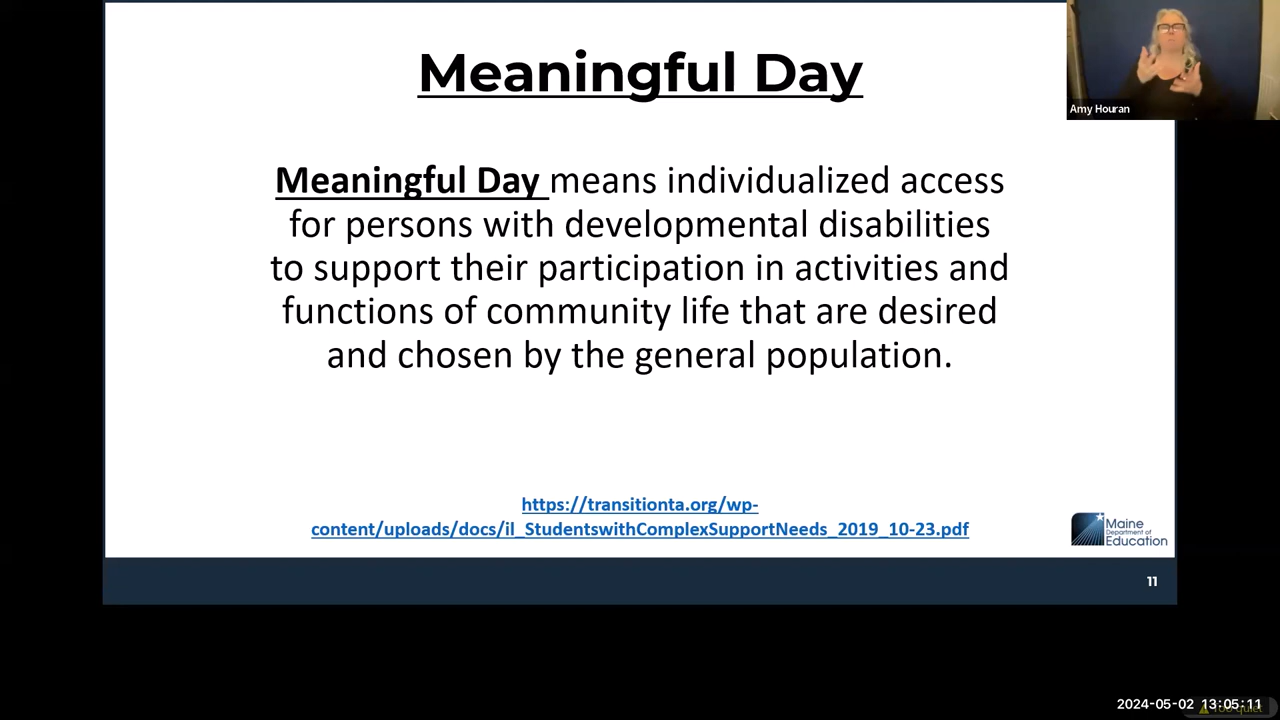 Meaningful Day
Amy Houran
Meaningful Day means individualized access
for persons with developmental disabilities
to support their participation in activities and
functions of community life that are desired
and chosen by the general population.
https://transitionta.org/wp-
content/uploads/docs/il_StudentswithComplexSupportNeeds_2019_10-23.pdf
Maine
Department of
Education
11
2024-05-02 13:05:11